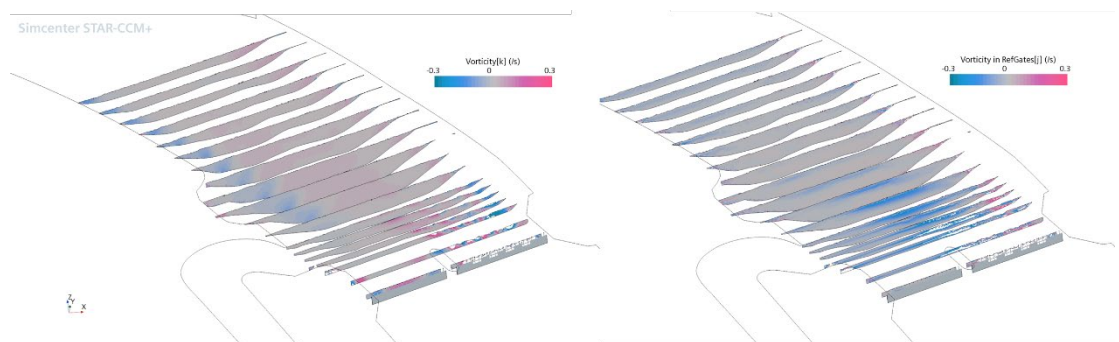 Simcenter STAR-CCM+
Vorticity[k] (/s)
-0.3 0 0.3
Vorticity in RefGates[j] (/s)
-0.3 0 0.3
Z
Y
X